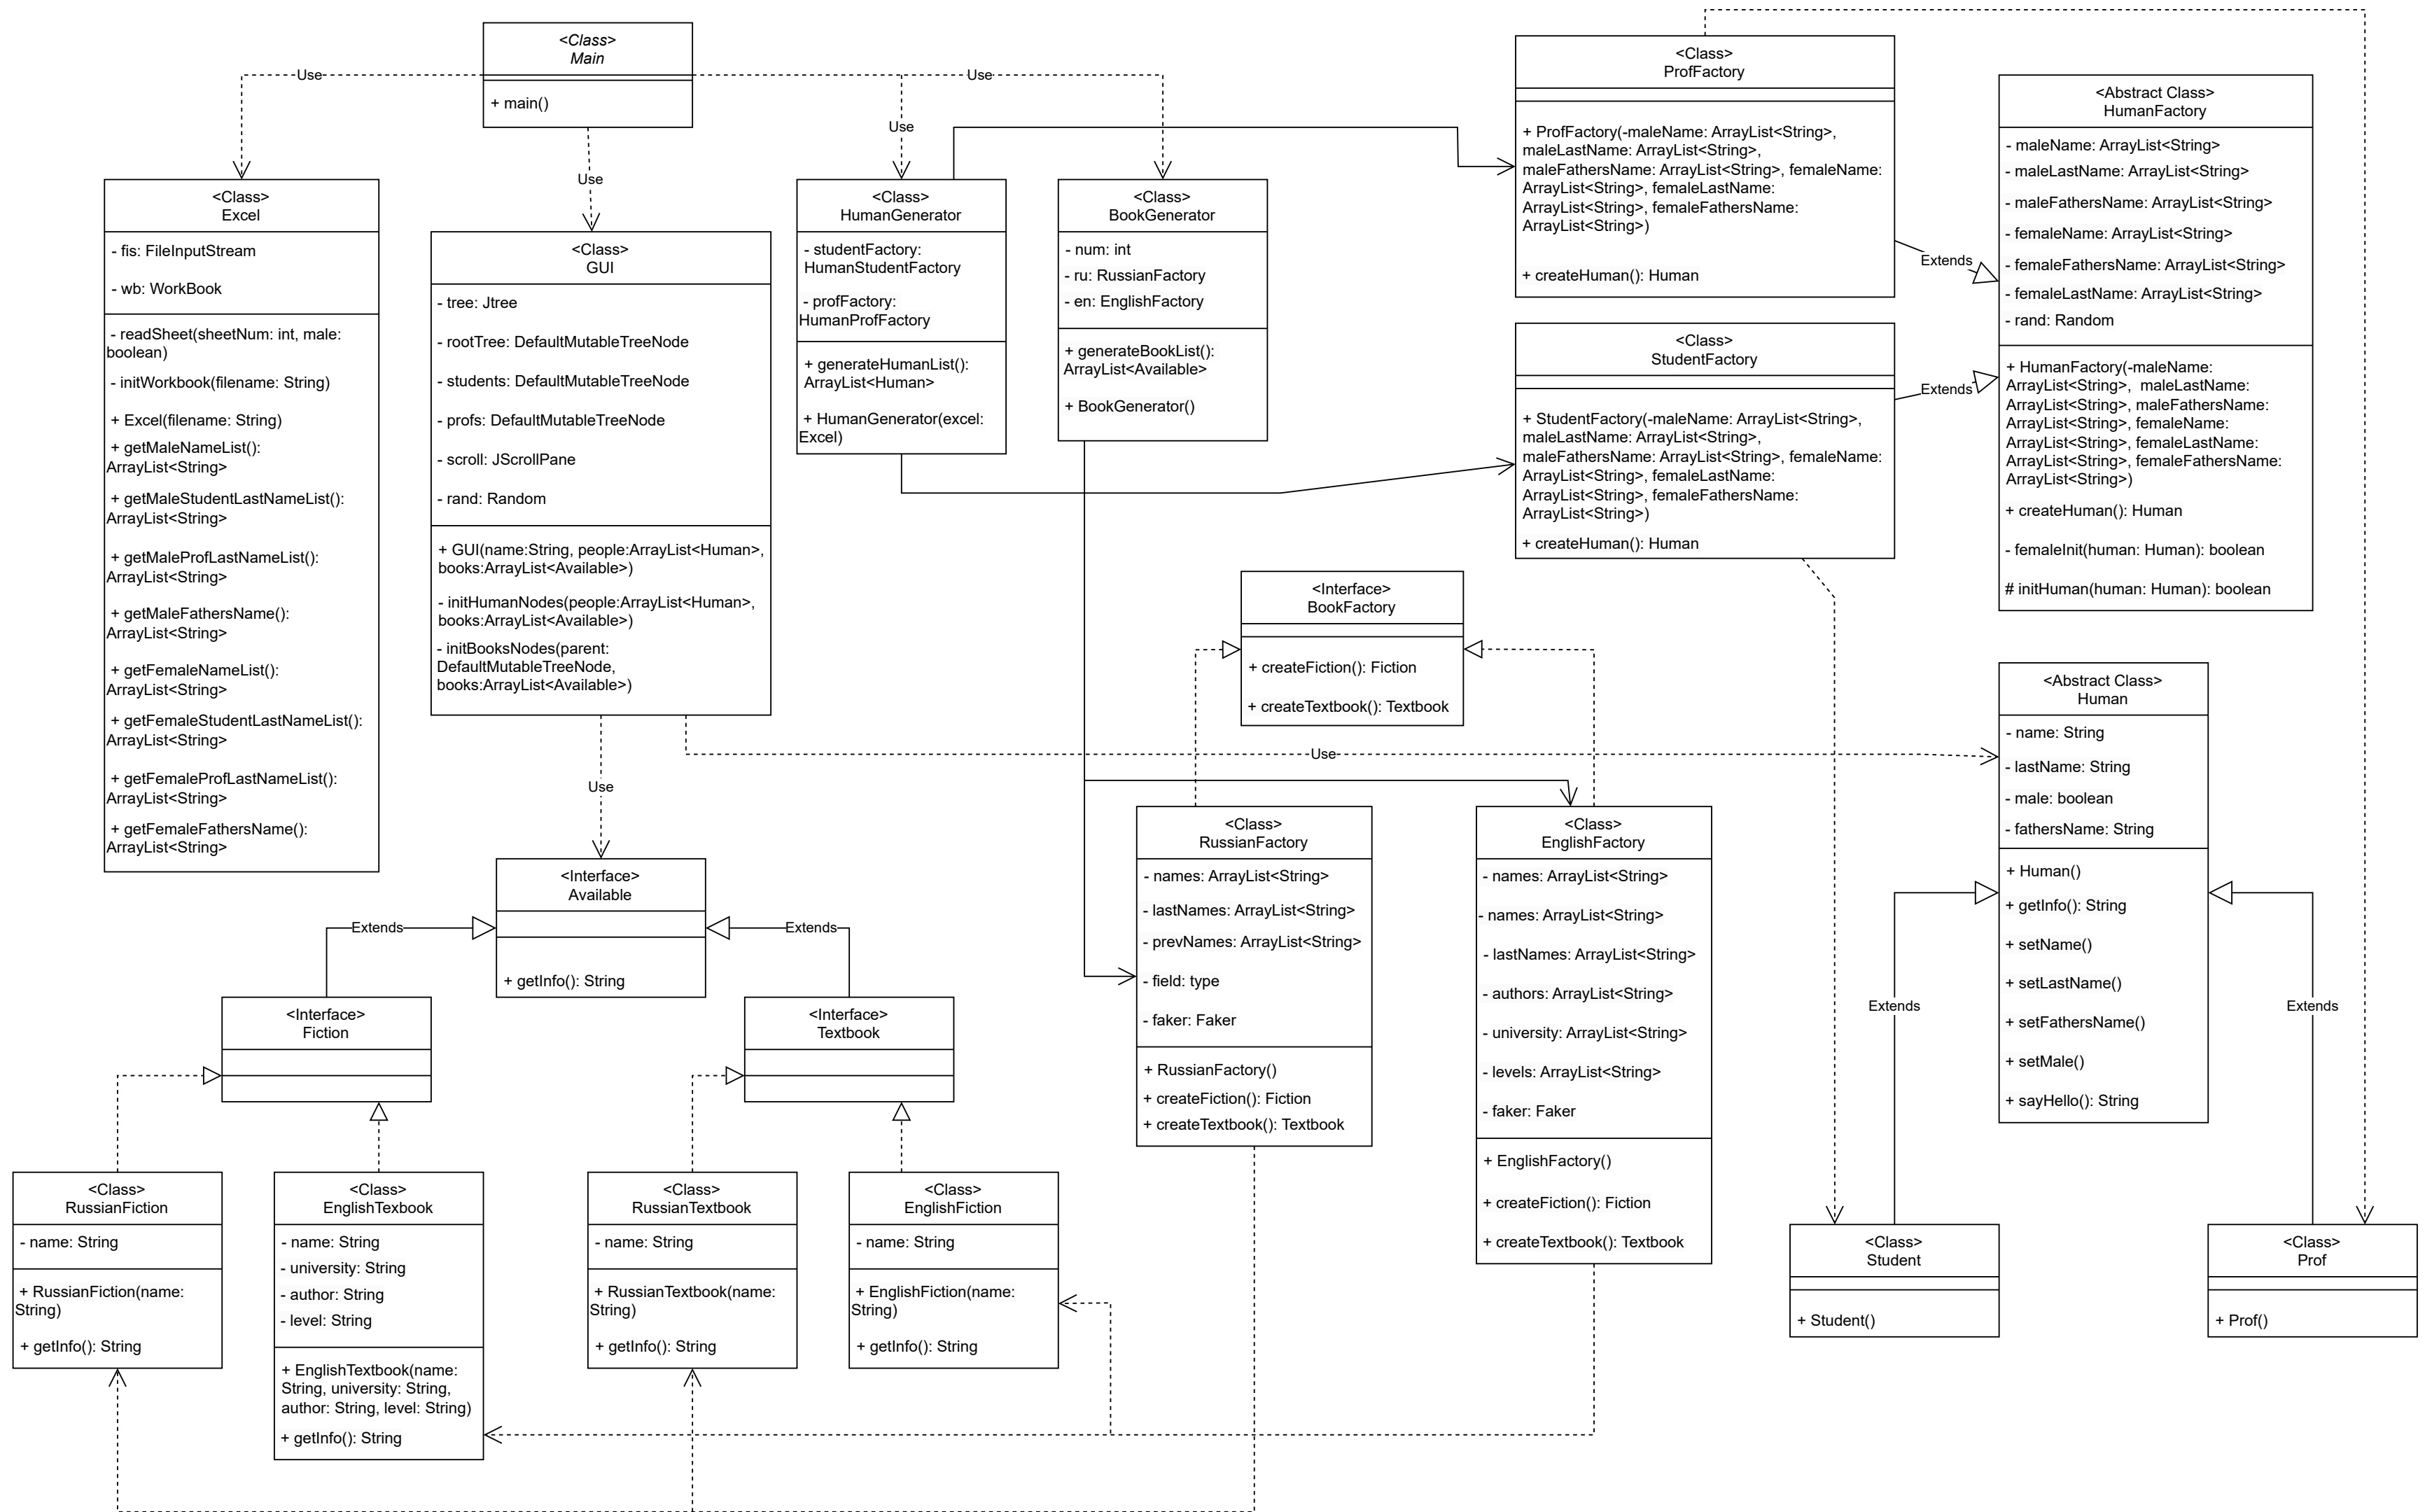 <Class>
Main
+ main()
Use
Use
Use
Use
<Class>
Excel
- fis: FileInputStream
- wb: WorkBook
- readSheet(sheetNum: int, male:
boolean)
- initWorkbook(filename: String)
+ Excel(filename: String)
+ getMaleNameList():
ArrayList<String>
+ getMaleStudentLastNameList():
ArrayList<String>
+ getMaleProfLastNameList():
ArrayList<String>
+ getMaleFathersName():
ArrayList<String>
+ getFemaleNameList():
ArrayList<String>
+ getFemaleStudentLastNameList():
ArrayList<String>
+ getFemaleProfLastNameList():
ArrayList<String>
+ getFemaleFathersName():
ArrayList<String>
<Class>
GUI
- tree: Jtree
- rootTree: DefaultMutableTreeNode
- students: DefaultMutableTreeNode
- profs: DefaultMutableTreeNode
- scroll: JScrollPane
- rand: Random
+ GUI(name:String, people:ArrayList<Human>,
books:ArrayList<Available>)
- initHumanNodes(people:ArrayList<Human>,
books:ArrayList<Available>)
- initBooksNodes(parent:
DefaultMutableTreeNode,
books:ArrayList<Available>)
<Class>
HumanGenerator
- studentFactory:
HumanStudentFactory
- profFactory:
HumanProfFactory
+ generateHumanList():
ArrayList<Human>
+ HumanGenerator(excel:
Excel)
<Class>
BookGenerator
- num: int
- ru: RussianFactory
- en: EnglishFactory
+ generateBookList():
ArrayList<Available>
+ BookGenerator()
<Class>
ProfFactory
+ ProfFactory(-maleName: ArrayList<String>,
maleLastName: ArrayList<String>,
maleFathersName: ArrayList<String>, femaleName:
ArrayList<String>, femaleLastName:
ArrayList<String>, femaleFathersName:
ArrayList<String>)
+ createHuman(): Human
Extends
<Class>
StudentFactory
+ StudentFactory(-maleName: ArrayList<String>,
maleLastName: ArrayList<String>,
maleFathersName: ArrayList<String>, femaleName:
ArrayList<String>, femaleLastName:
ArrayList<String>, femaleFathersName:
ArrayList<String>)
+ createHuman(): Human
Extends
<Abstract Class>
HumanFactory
- maleName: ArrayList<String>
- maleLastName: ArrayList<String>
- maleFathersName: ArrayList<String>
- femaleName: ArrayList<String>
- femaleFathersName: ArrayList<String>
- femaleLastName: ArrayList<String>
- rand: Random
+ HumanFactory(-maleName:
ArrayList<String>,  maleLastName:
ArrayList<String>, maleFathersName:
ArrayList<String>, femaleName:
ArrayList<String>, femaleLastName:
ArrayList<String>, femaleFathersName:
ArrayList<String>)
+ createHuman(): Human
- femaleInit(human: Human): boolean
# initHuman(human: Human): boolean
<Interface>
BookFactory
+ createFiction(): Fiction
+ createTextbook(): Textbook
Use
Use
<Abstract Class>
Human
- name: String
- lastName: String
- male: boolean
- fathersName: String
+ Human()
+ getInfo(): String
+ setName()
+ setLastName()
+ setFathersName()
+ setMale()
+ sayHello(): String
<Class>
RussianFactory
- names: ArrayList<String>
- lastNames: ArrayList<String>
- prevNames: ArrayList<String>
- field: type
- faker: Faker
+ RussianFactory()
+ createFiction(): Fiction
+ createTextbook(): Textbook
<Class>
EnglishFactory
- names: ArrayList<String>
- names: ArrayList<String>
- lastNames: ArrayList<String>
- authors: ArrayList<String>
- university: ArrayList<String>
- levels: ArrayList<String>
- faker: Faker
+ EnglishFactory()
+ createFiction(): Fiction
+ createTextbook(): Textbook
<Interface>
Available
+ getInfo(): String
Extends
Extends
<Interface>
Fiction
<Interface>
Textbook
Extends
Extends
<Class>
RussianFiction
- name: String
+ RussianFiction(name:
String)
+ getInfo(): String
<Class>
EnglishTexbook
- name: String
- university: String
- author: String
- level: String
+ EnglishTextbook(name:
String, university: String,
author: String, level: String)
+ getInfo(): String
<Class>
RussianTextbook
- name: String
+ RussianTextbook(name:
String)
+ getInfo(): String
<Class>
EnglishFiction
- name: String
+ EnglishFiction(name:
String)
+ getInfo(): String
<Class>
Student
+ Student()
<Class>
Prof
+ Prof()